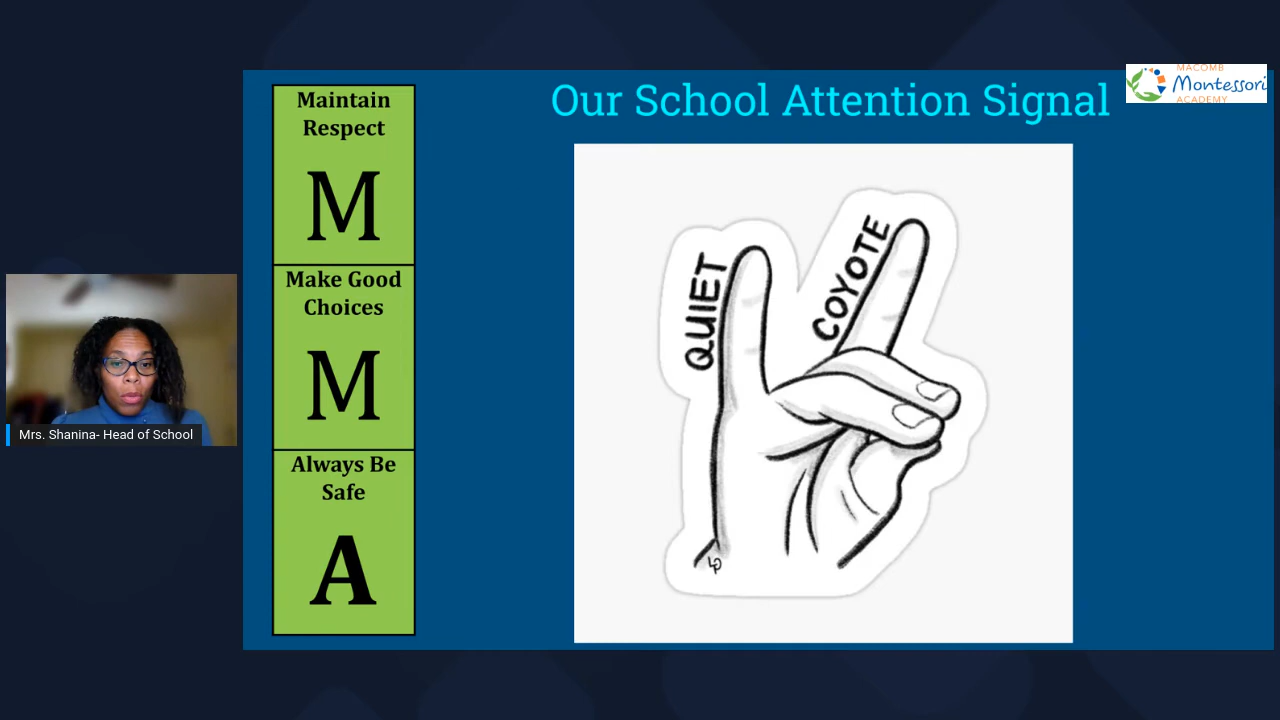 Our School Attention Signal
MACOMB
Montessori
ACADEMY
Maintain
Respect
M
Make Good
Choices
M
Always Be
Safe
A
QUIET
COYOTE
Mrs. Shanina- Head of School